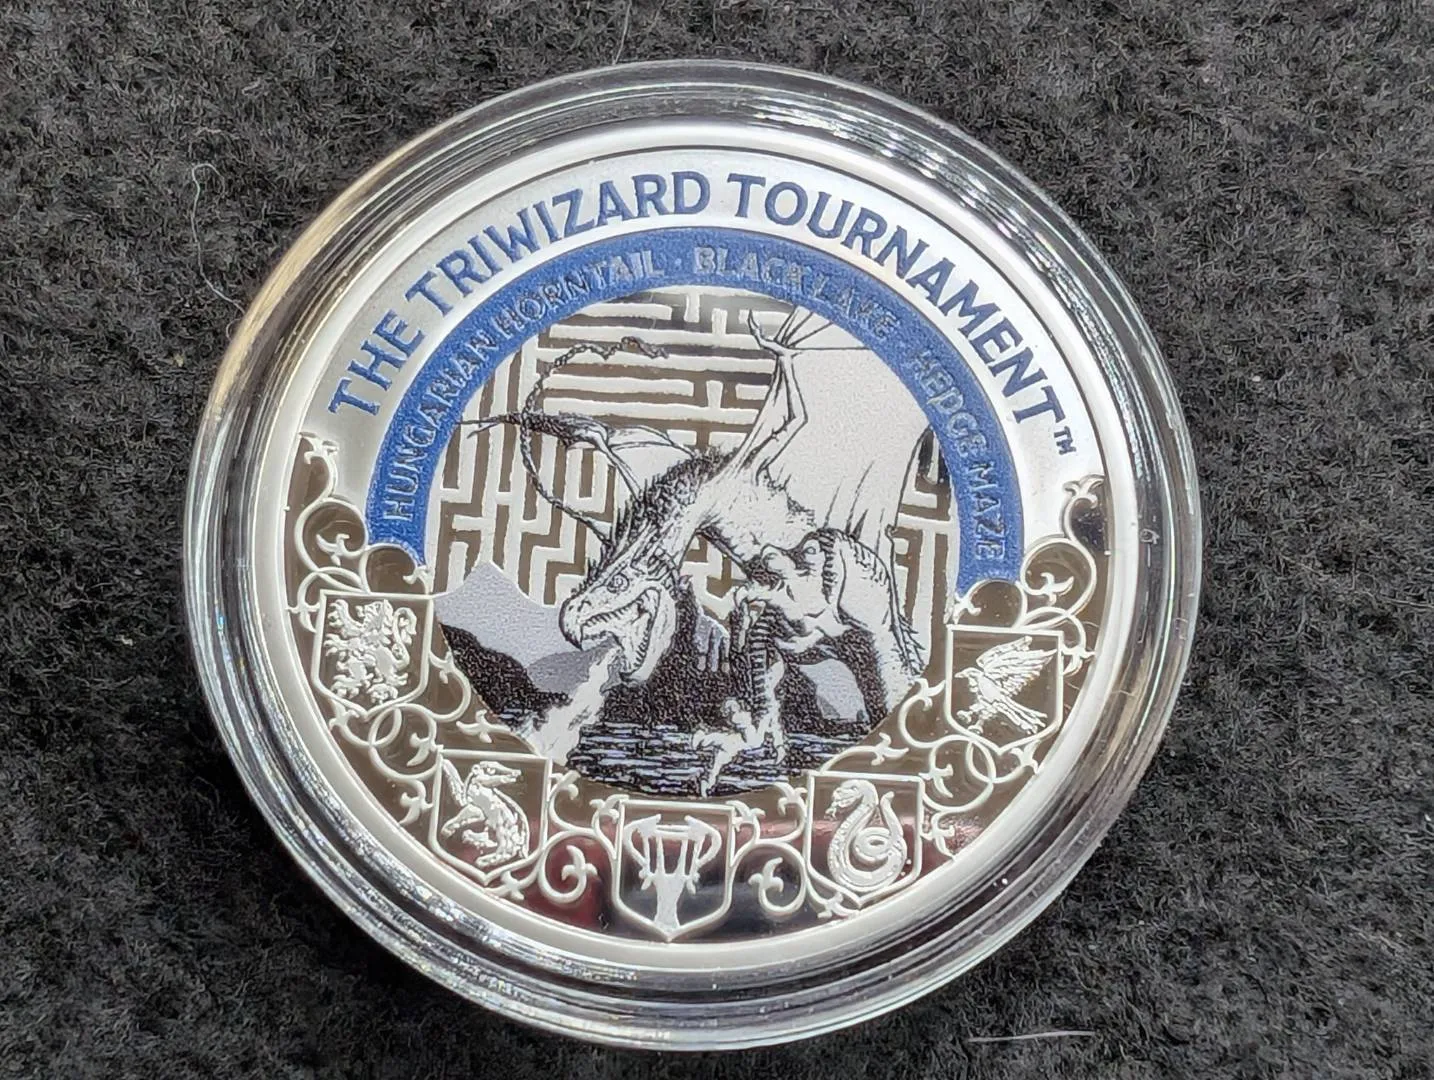 THE TRIWIZARD TOURNAMENT™
HUNGARIAN HORNTAIL · BLACK LAKE · HEDGE MAZE